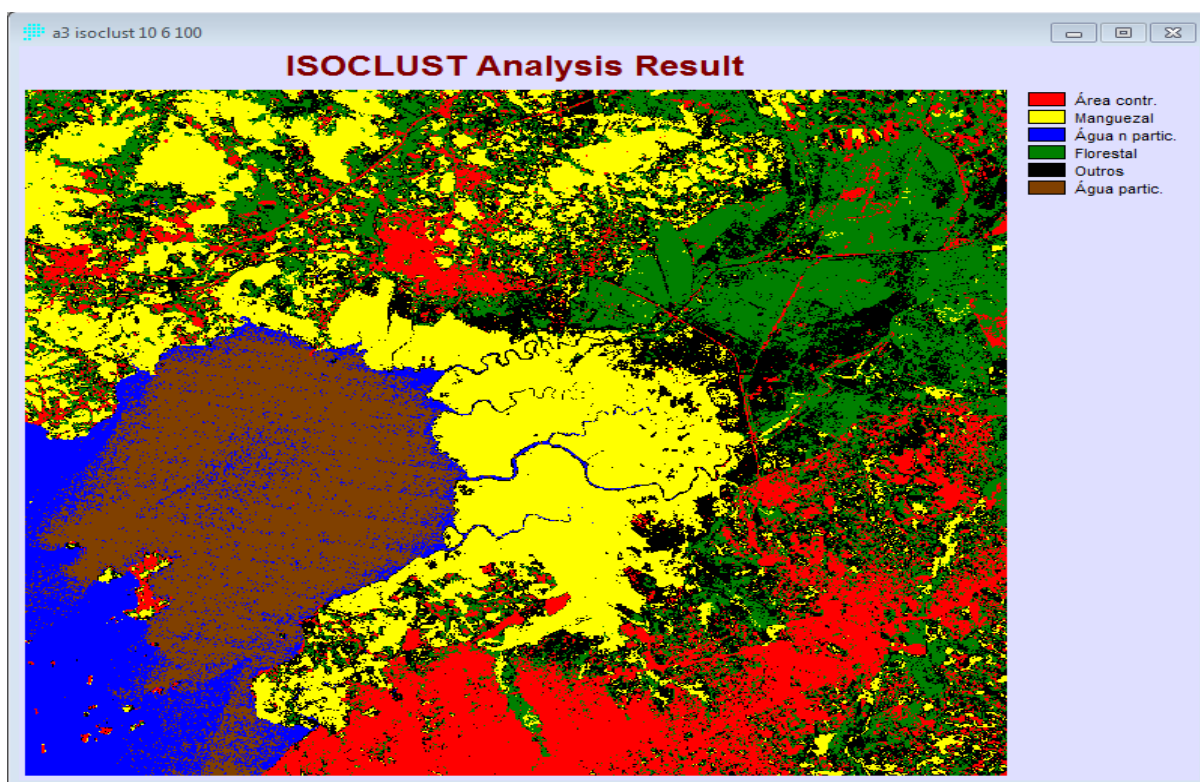 a3 isoclust 10 6 100
ISOCLUST Analysis Result
Área contr.
Manguezal
Água n partic.
Florestal
Outros
Água partic.